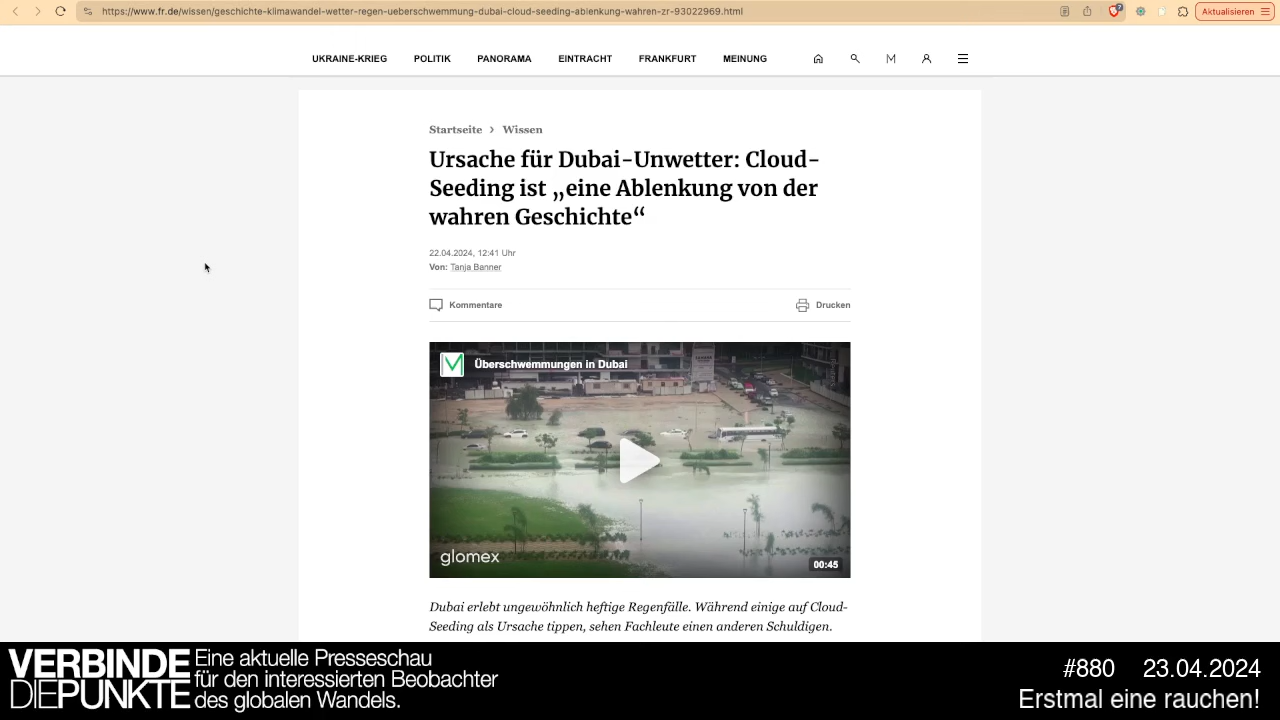 https://www.fr.de/wissen/geschichte-klimawandel-wetter-regen-ueberschwemmung-dubai-ursache-cloud-seeding-ablenkung-wahren-zr-93022969.html
Aktualisieren
UKRAINE-KRIEG POLITIK PANORAMA EINTRACHT FRANKFURT MEINUNG
Startseite > Wissen
Ursache für Dubai-Unwetter: Cloud-
Seeding ist „eine Ablenkung von der
wahren Geschichte“
22.04.2024, 12:41 Uhr
Von: Tanja Banner
Kommentare
Drucken
Überschwemmungen in Dubai
glomex
00:45
Dubai erlebt ungewöhnlich heftige Regenfälle. Während einige auf Cloud-
Seeding als Ursache tippen, sehen Fachleute einen anderen Schuldigen.
VERBINDE
DIEPUNKTE
Eine aktuelle Presseschau
für den interessierten Beobachter
des globalen Wandels.
#880 23.04.2024
Erstmal eine rauchen!